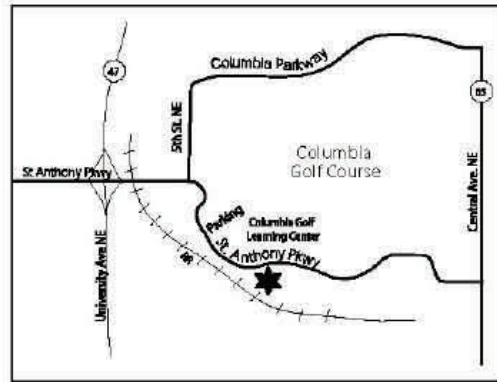 47
Columbia Parkway
65
5th St. NE
Columbia
Golf Course
Central Ave. NE
St Anthony Pkwy
Parking
Columbia Golf
Learning Center
St. Anthony Pkwy
RR
University Ave NE